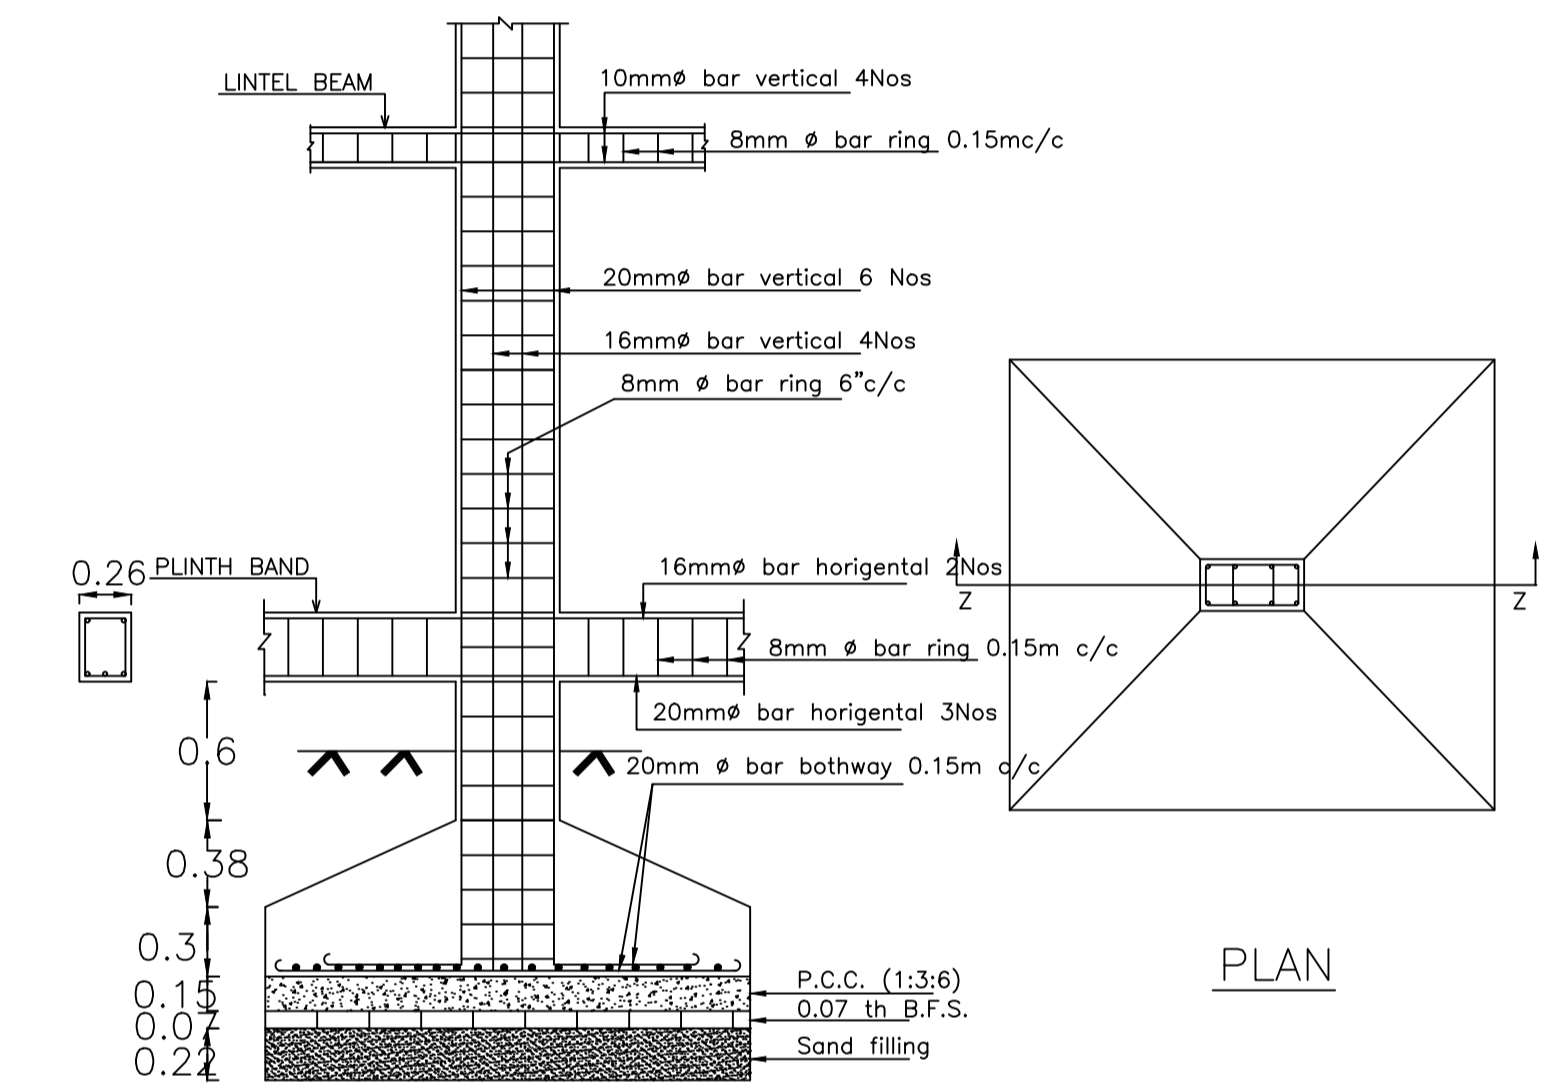 LINTEL BEAM
10mmø bar vertical 4Nos
8mm ø bar ring 0.15mc/c
20mmø bar vertical 6 Nos
16mmø bar vertical 4Nos
8mm ø bar ring 6"c/c
0.26
PLINTH BAND
16mmø bar horigental 2Nos
Z
Z
8mm ø bar ring 0.15m c/c
20mmø bar horigental 3Nos
0.6
20mm ø bar bothway 0.15m c/c
0.38
0.3
PLAN
0.15
P.C.C. (1:3:6)
0.07
0.07 th B.F.S.
0.22
Sand filling